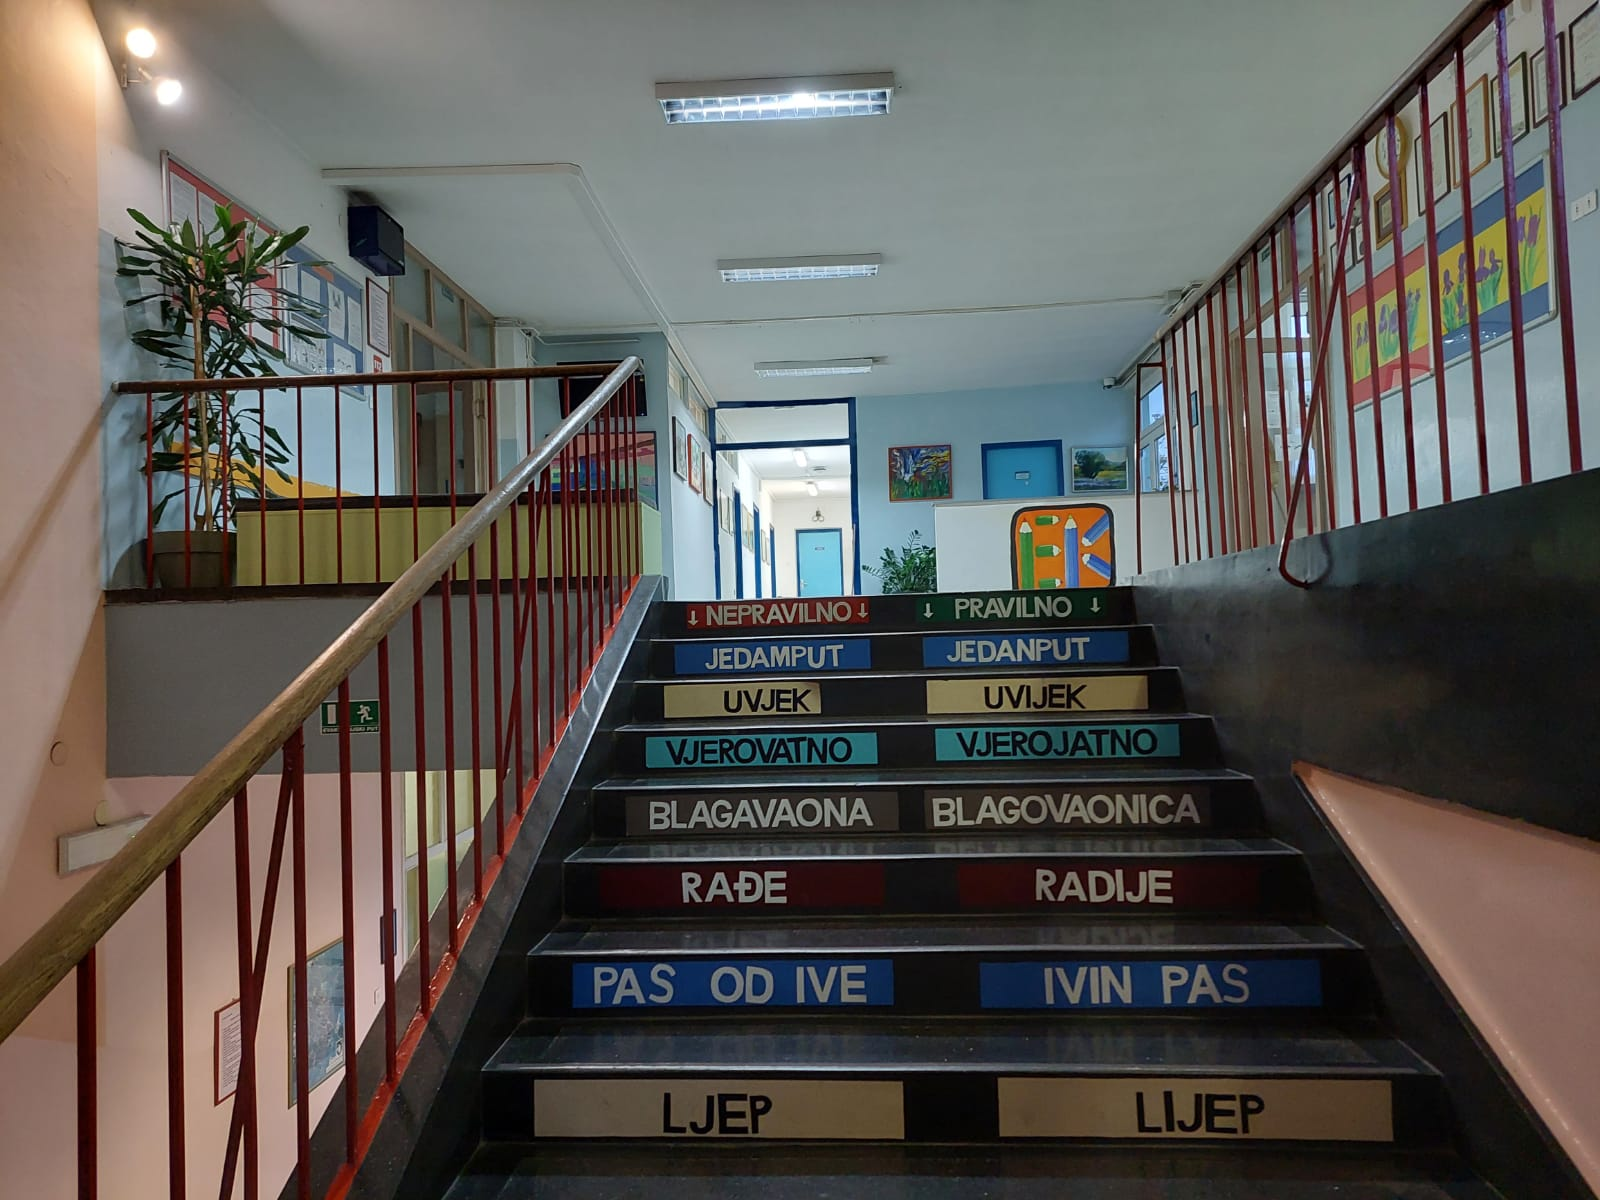 ↓ NEPRAVILNO ↓ ↓ PRAVILNO ↓
JEDAMPUT JEDANPUT
UVJEK UVIJEK
VJEROVATNO VJEROJATNO
BLAGAVAONA BLAGOVAONICA
RAĐE RADIJE
PAS OD IVE IVIN PAS
LJEP LIJEP